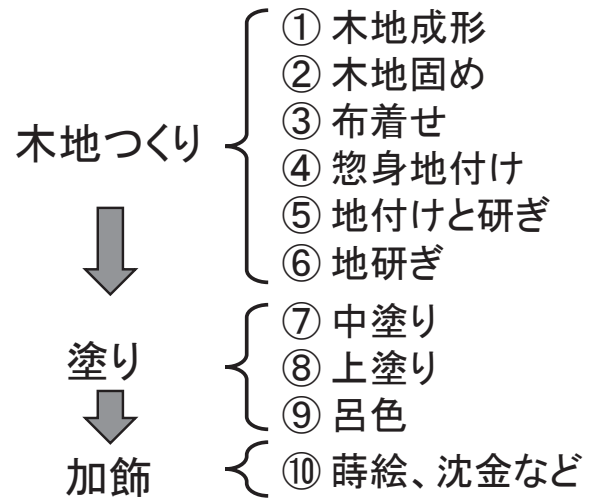 木地つくり
① 木地成形
② 木地固め
③ 布着せ
④ 惣身地付け
⑤ 地付けと研ぎ
⑥ 地研ぎ
塗り
⑦ 中塗り
⑧ 上塗り
⑨ 呂色
加飾
⑩ 蒔絵、沈金など